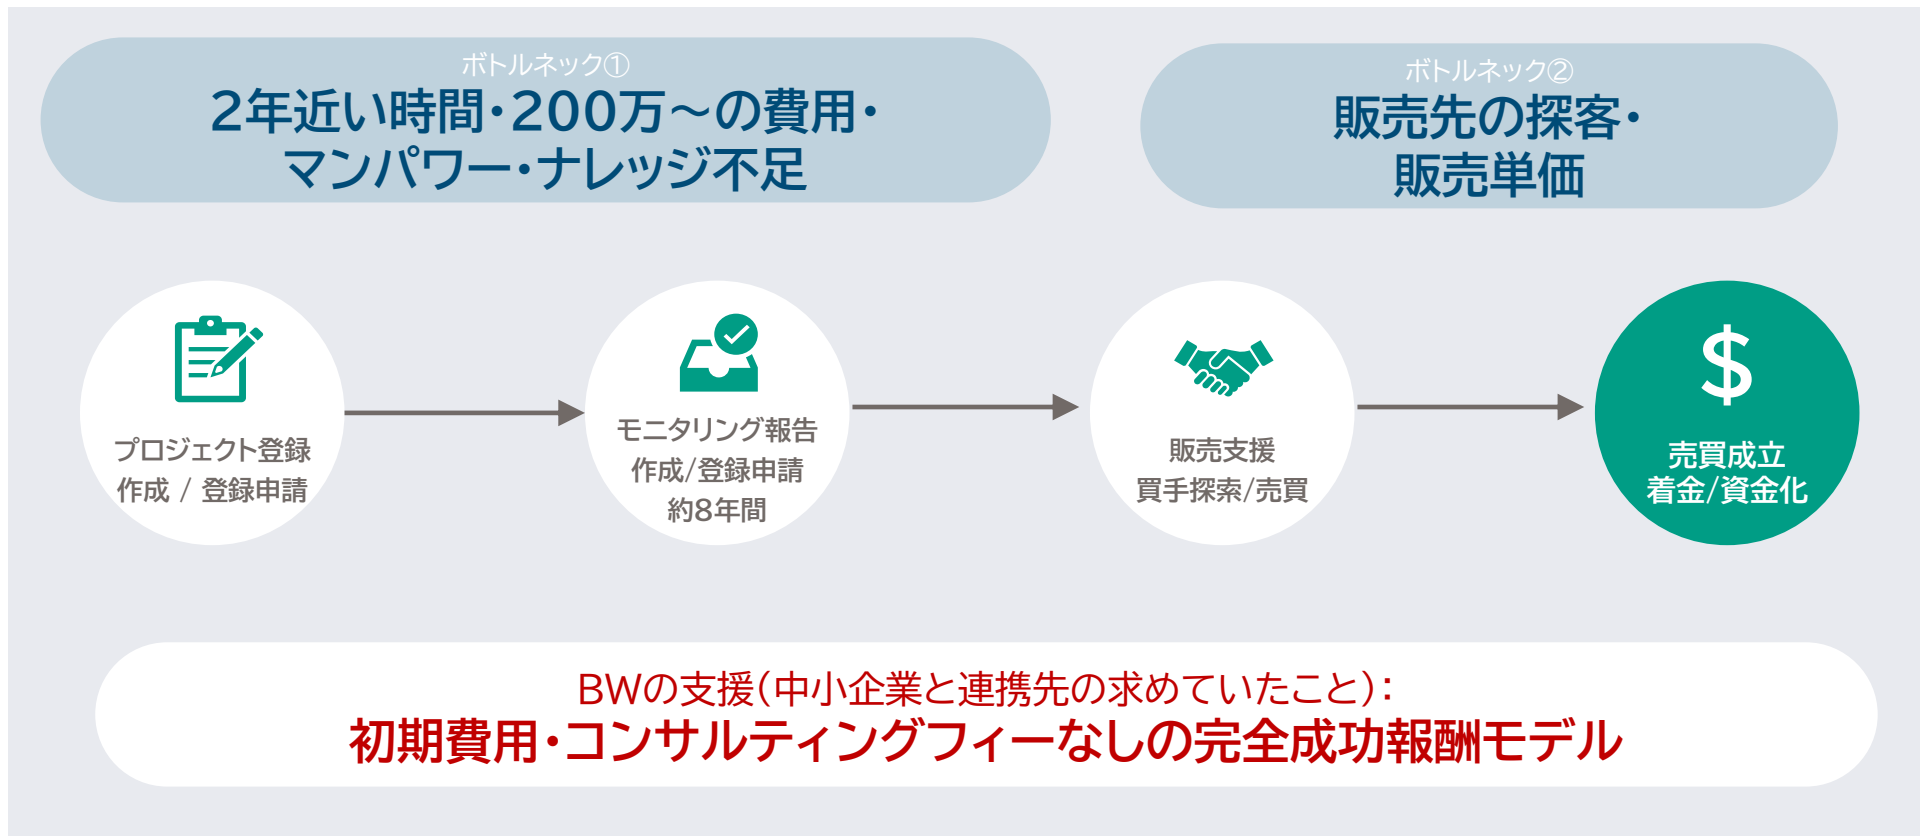 ボトルネック①
2年近い時間・200万～の費用・
マンパワー・ナレッジ不足
ボトルネック②
販売先の探客・
販売単価
プロジェクト登録
作成 / 登録申請
モニタリング報告
作成/登録申請
約8年間
販売支援
買手探索/売買
$
売買成立
着金/資金化
BWの支援(中小企業と連携先の求めていたこと)：
初期費用・コンサルティングフィーなしの完全成功報酬モデル